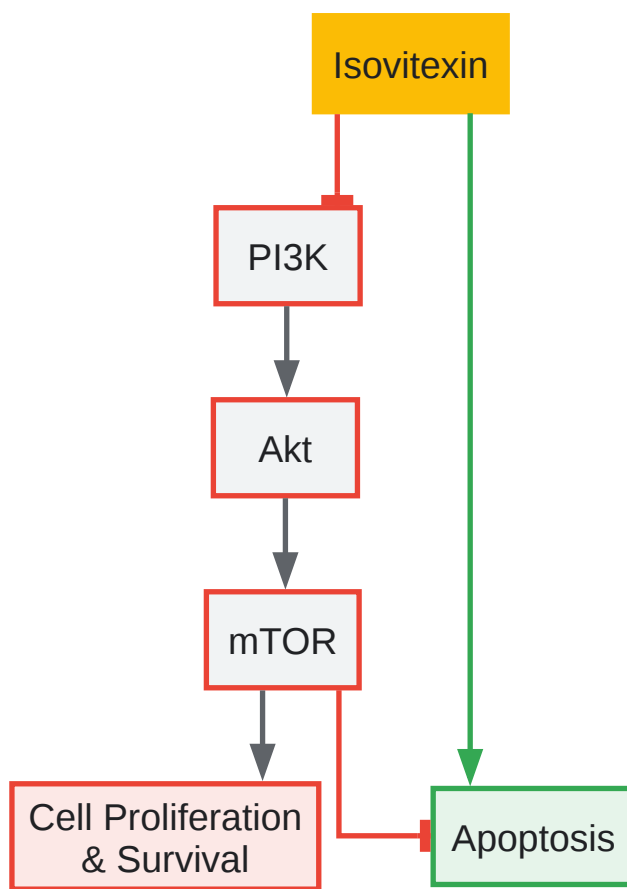 Isovitexin
PI3K
Akt
mTOR
Cell Proliferation
& Survival
Apoptosis